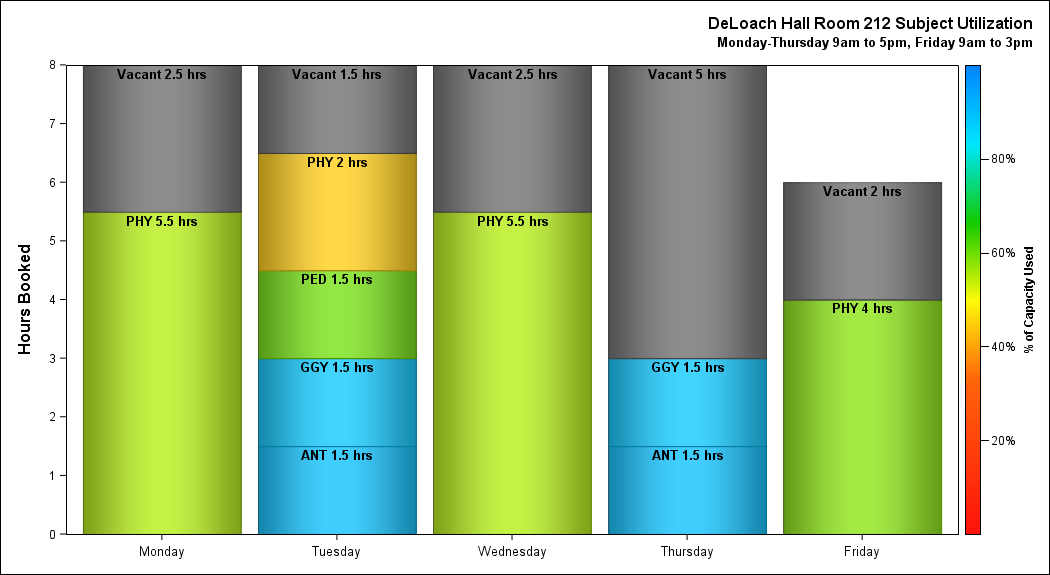 DeLoach Hall Room 212 Subject Utilization
Monday-Thursday 9am to 5pm, Friday 9am to 3pm
Hours Booked
8
7
6
5
4
3
2
1
0
Vacant 2.5 hrs
PHY 5.5 hrs
Vacant 1.5 hrs
PHY 2 hrs
PED 1.5 hrs
GGY 1.5 hrs
ANT 1.5 hrs
Vacant 2.5 hrs
PHY 5.5 hrs
Vacant 5 hrs
GGY 1.5 hrs
ANT 1.5 hrs
Vacant 2 hrs
PHY 4 hrs
Monday
Tuesday
Wednesday
Thursday
Friday
80%
60%
40%
20%
% of Capacity Used